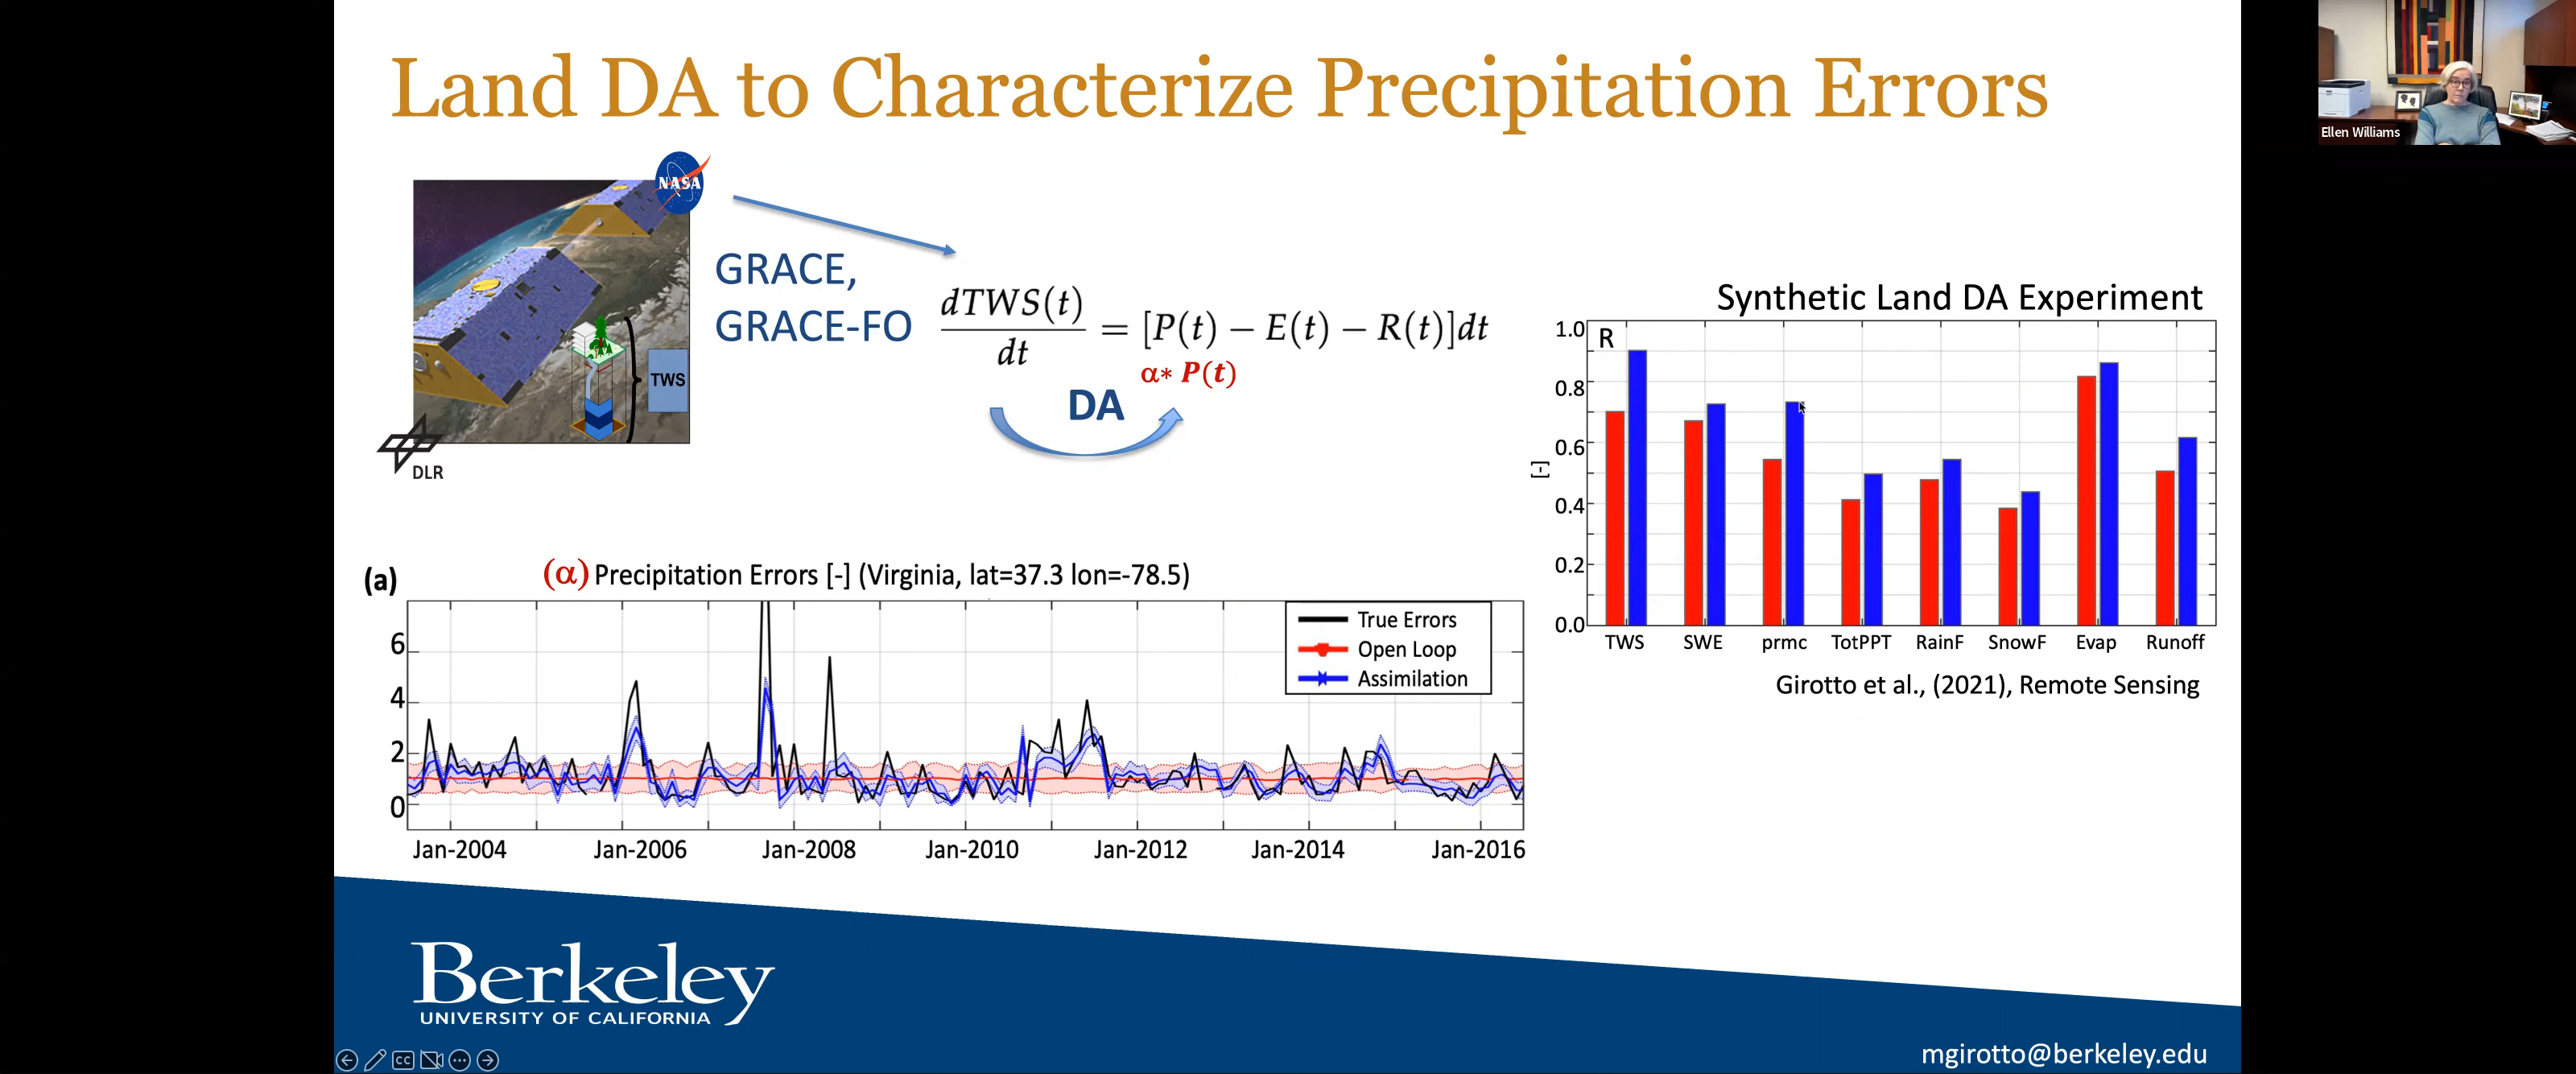 Land DA to Characterize Precipitation Errors
Ellen Williams
NASA
GRACE,
GRACE-FO
TWS
DLR
dTWS(t)
dt
= [P(t) − E(t) − R(t)]dt
α* P(t)
DA
Synthetic Land DA Experiment
R
1.0
0.8
0.6
0.4
0.2
0.0
[-]
TWS SWE prmc TotPPT RainF SnowF Evap Runoff
Girotto et al., (2021), Remote Sensing
(a)
(α) Precipitation Errors [-] (Virginia, lat=37.3 lon=-78.5)
True Errors
Open Loop
Assimilation
6
4
2
0
Jan-2004 Jan-2006 Jan-2008 Jan-2010 Jan-2012 Jan-2014 Jan-2016
Berkeley
UNIVERSITY OF CALIFORNIA
CC
mgirotto@berkeley.edu